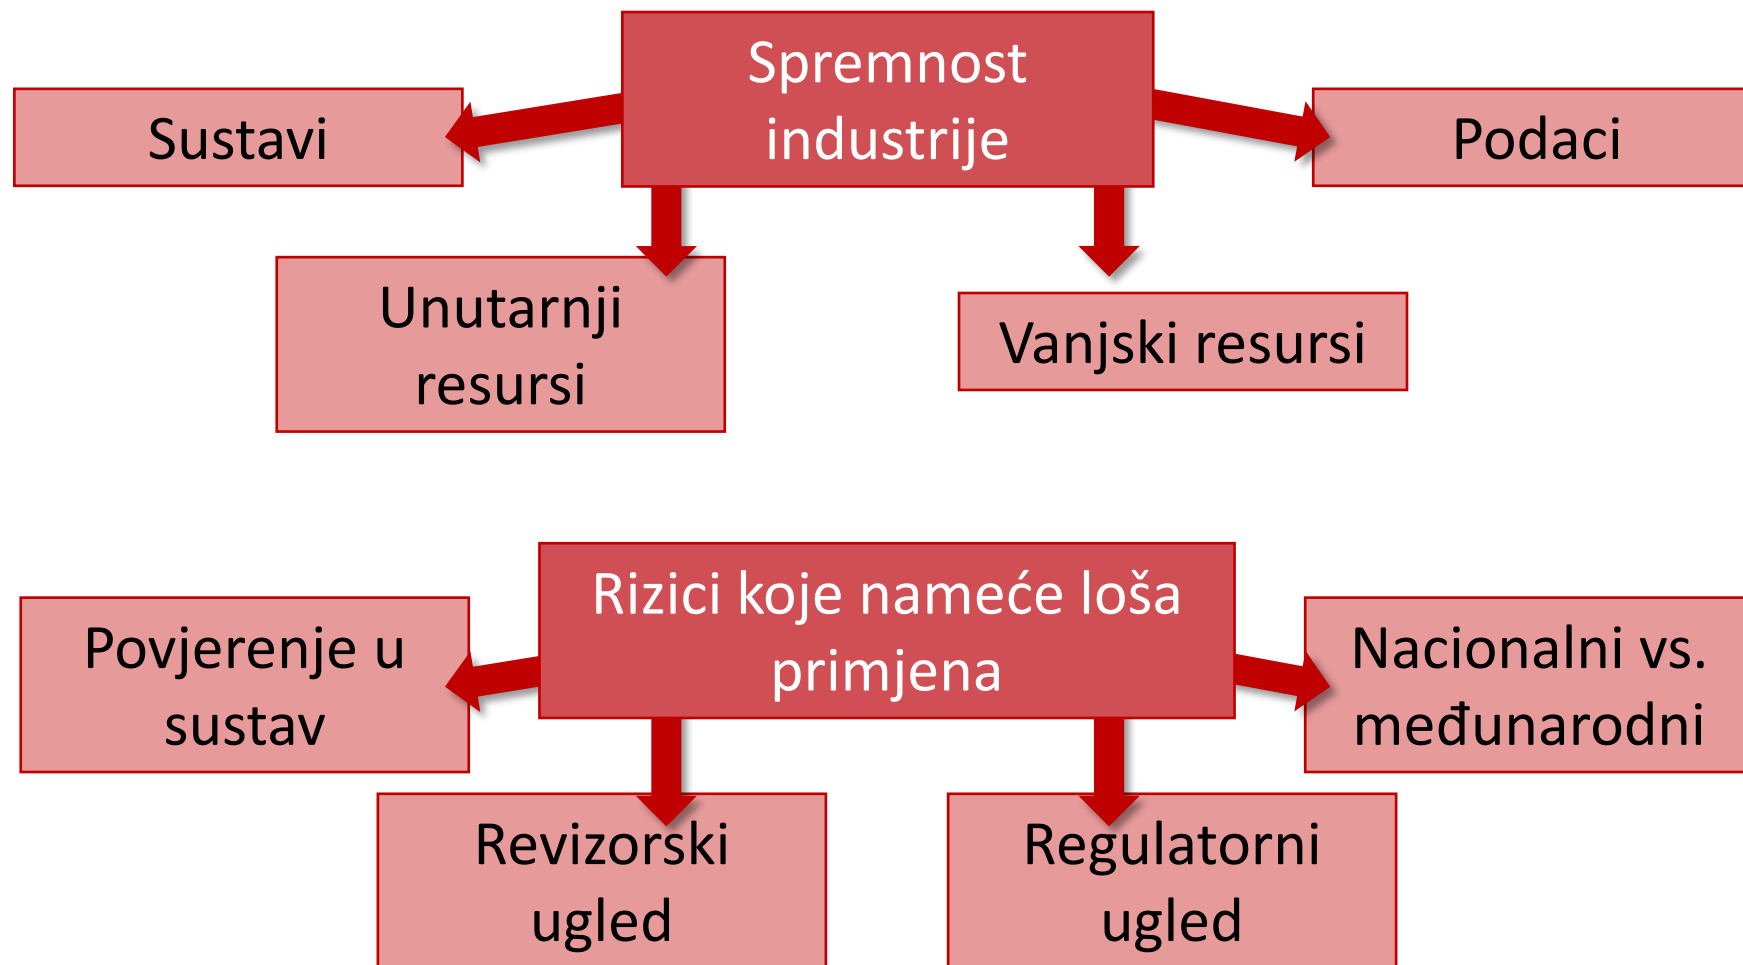 Spremnost
industrije
Sustavi
Podaci
Unutarnji
resursi
Vanjski resursi
Rizici koje nameće loša
primjena
Povjerenje u
sustav
Nacionalni vs.
međunarodni
Revizorski
ugled
Regulatorni
ugled